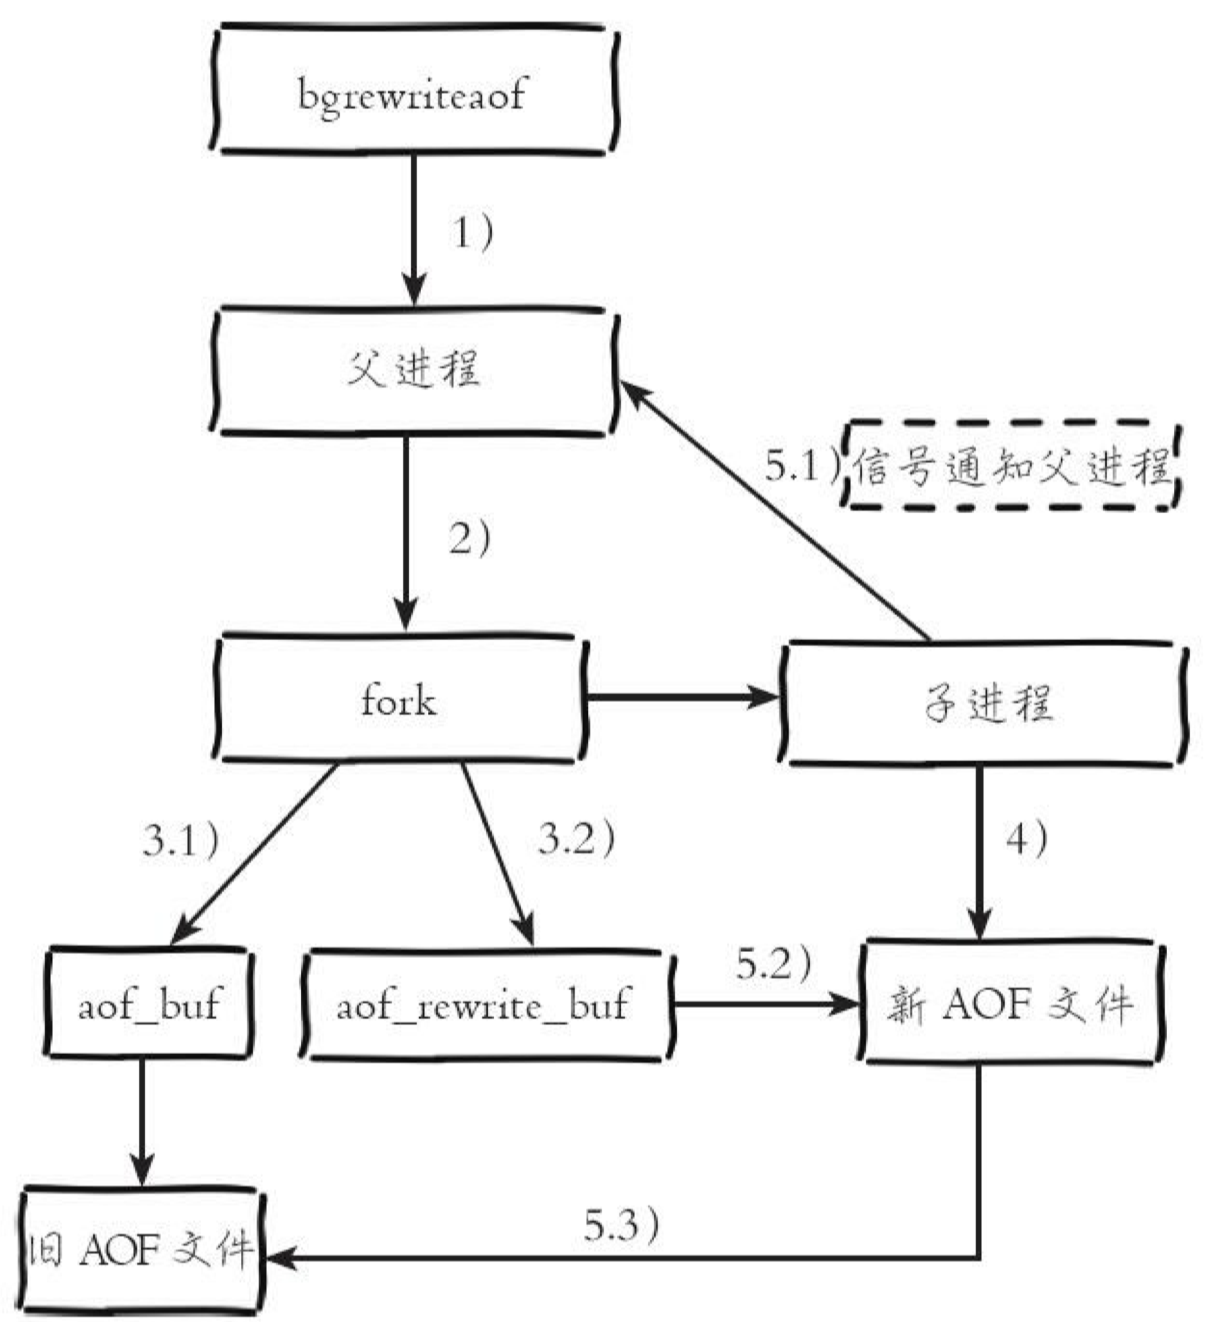 bgrewriteaof
1)
父进程
5.1) 信号通知父进程
2)
fork
子进程
3.1)
3.2)
4)
aof_buf
aof_rewrite_buf
5.2)
新 AOF 文件
5.3)
旧 AOF 文件